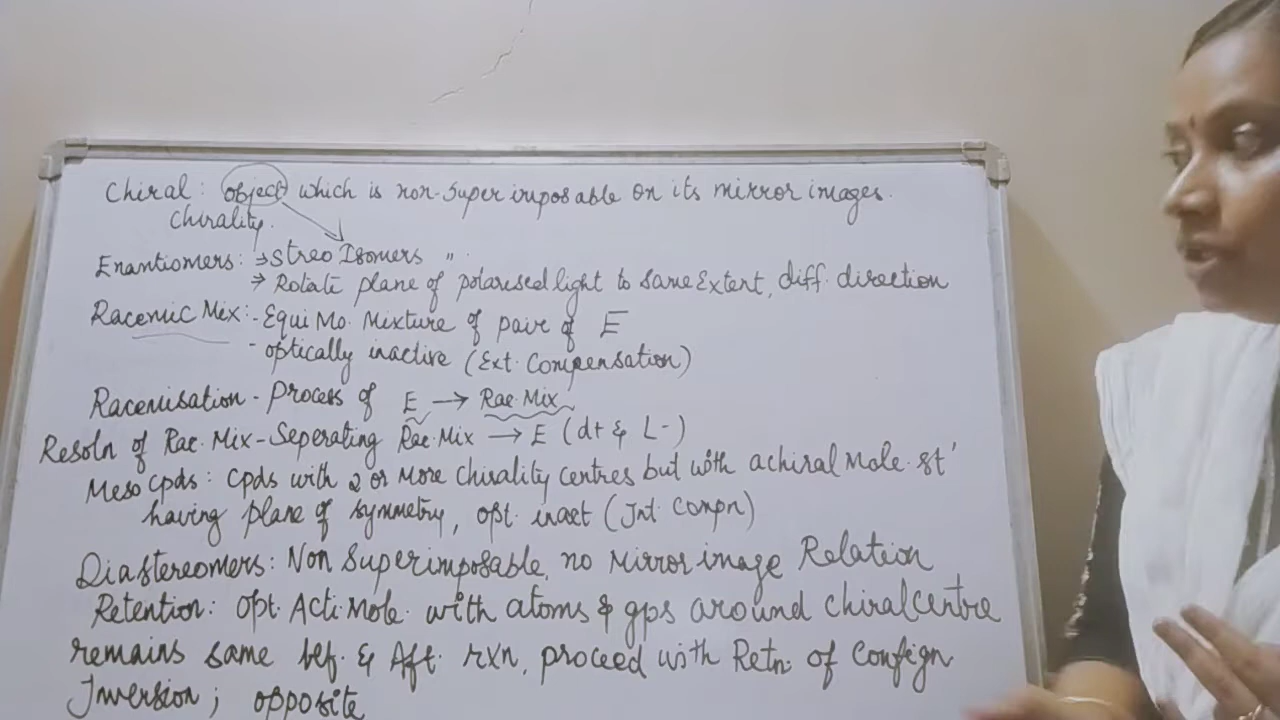 Chiral: object which is non-Super imposable on its mirror images.
Chirality.
Enantiomers: → Streo Isomers "
→ Rotate plane of polarised light to same Extent, diff. direction
Racemic Mix:- Equi Mo. Mixture of pair of E
- optically inactive (Ext. Compensation)
Racemisation - Process of E → Rac. Mix
Resoln of Rac. Mix - Seperating Rac. Mix → E (d+ & L-)
Meso Cpds: Cpds with 2 or More Chirality Centres but with achiral Mole. st'
having plane of symmetry, opt. inact (Int. Compn)
Diastereomers: Non Superimposable, no Mirror image Relation
Retention: Opt. Acti. Mole. with atoms & gps around Chiral Centre
remains same bef. & Aft. rxn, proceed with Retn. of Confign.
Inversion; opposite